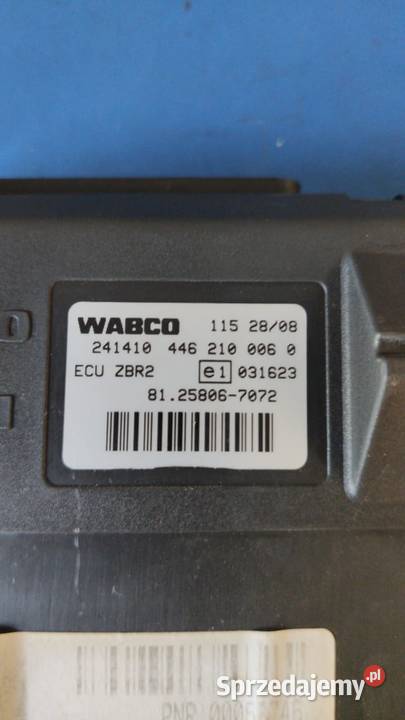 WABCO 115 28/08
241410 446 210 006 0
ECU ZBR2 e1 031623
81.25806-7072
Sprzedajemy.pl